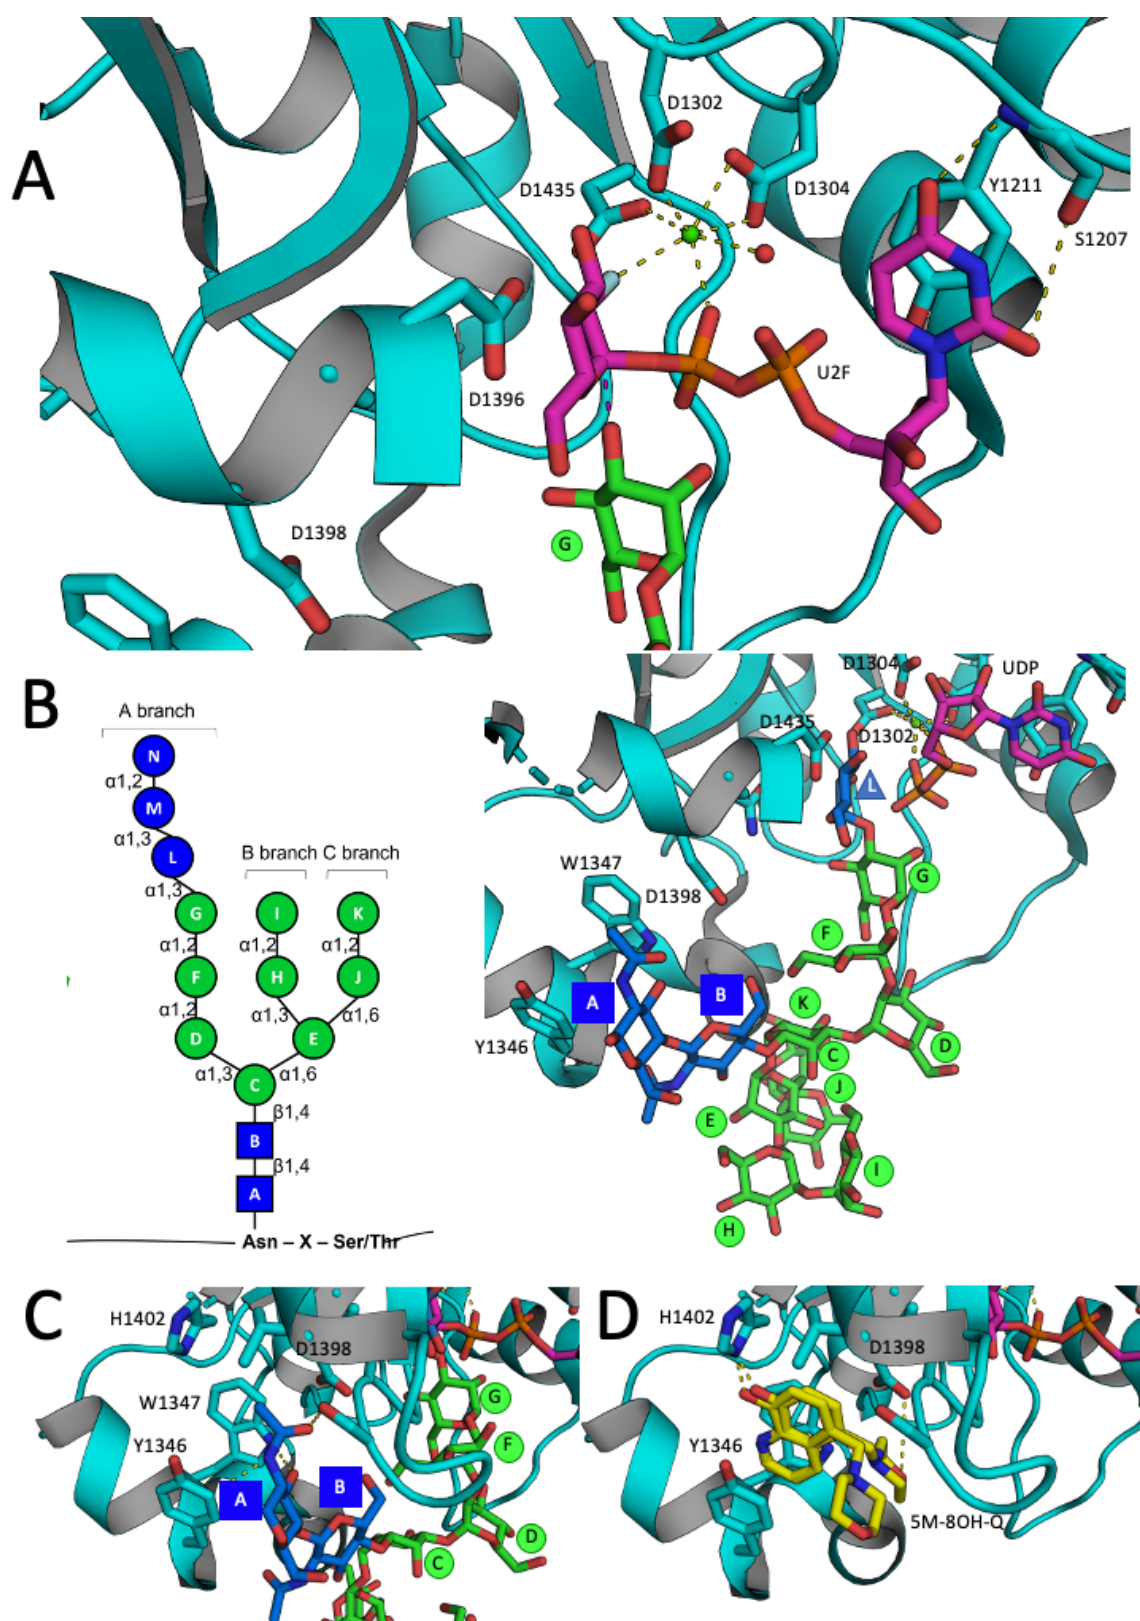 A
D1302
D1435
D1304
Y1211
S1207
U2F
D1396
D1398
G
B
A branch
N
α1,2
M
α1,3
L
B branch C branch
α1,3
G
I
K
α1,2
α1,2
α1,2
F
H
J
α1,2
α1,3
α1,6
D
E
α1,3
α1,6
C
β1,4
B
β1,4
A
Asn – X – Ser/Thr
D1304
UDP
D1435
D1302
L
W1347
D1398
G
F
A
B
K
Y1346
C
D
J
E
I
H
C
H1402
D1398
W1347
G
Y1346
F
A
B
D
C
D
H1402
D1398
Y1346
5M-8OH-Q